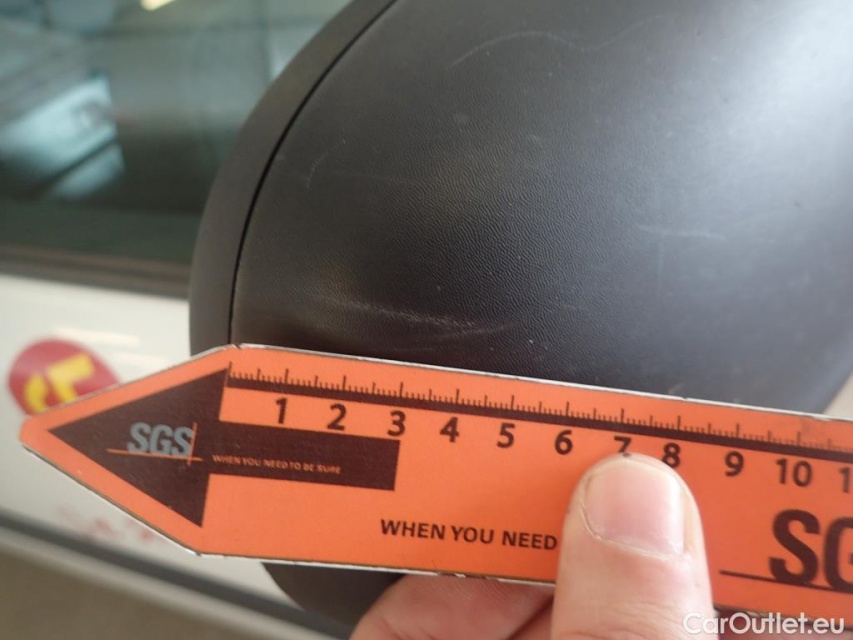 1 2 3 4 5 6 7 8 9 10
SGS
WHEN YOU NEED TO BE SURE
WHEN YOU NEED
SG
CarOutlet.eu